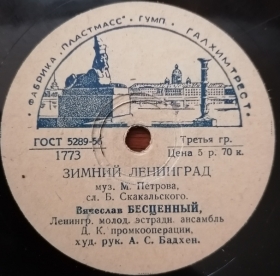 ФАБРИКА "ПЛАСТМАСС" ★ ГУМП ★ ГАЛХИМТРЕСТ
ГОСТ 5289-56 Третья гр.
1773 Цена 5 р. 70 к.
ЗИМНИЙ ЛЕНИНГРАД
муз. М. Петрова,
сл. Б. Скакальского.
Вячеслав БЕСЦЕННЫЙ,
Ленингр. молод. эстрадн. ансамбль
Д. К. промкооперации,
худ. рук. А. С. Бадхен.